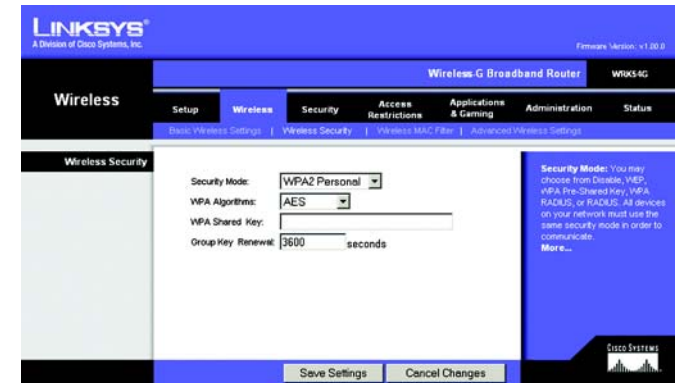 LINKSYS®
A Division of Cisco Systems, Inc.
Firmware Version: v1.00.0
Wireless-G Broadband Router WRK54G
Wireless
Setup Wireless Security Access Restrictions Applications & Gaming Administration Status
Basic Wireless Settings | Wireless Security | Wireless MAC Filter | Advanced Wireless Settings
Wireless Security
Security Mode: WPA2 Personal
WPA Algorithms: AES
WPA Shared Key:
Group Key Renewal: 3600 seconds
Security Mode: You may
choose from Disable, WEP,
WPA Pre-Shared Key, WPA
RADIUS, or RADIUS. All devices
on your network must use the
same security mode in order to
communicate.
More...
Save Settings Cancel Changes
CISCO SYSTEMS